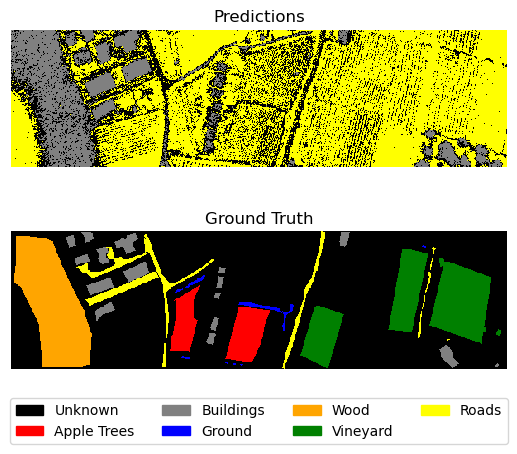 Predictions
Ground Truth
Unknown Buildings Wood Roads
Apple Trees Ground Vineyard